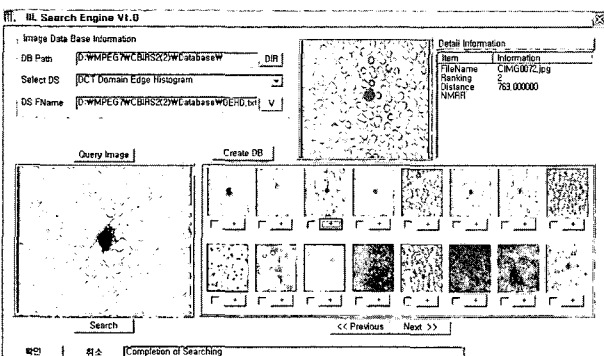 IIL Search Engine V1.0
Image Data Base Information
DB Path D:₩MPEG7₩CBIRS2(2)₩Database₩ DIR
Select DS DCT Domain Edge Histogram
DS FName D:₩MPEG7₩CBIRS2(2)₩Database₩GEHD.txt V
Detail Information
Item Information
FileName CIMG0072.jpg
Ranking 2
Distance 763.000000
NMRR
Query Image
Create DB
+ + + + + + + +
+ + + + + + + +
Search
<< Previous Next >>
확인 취소 Completion of Searching